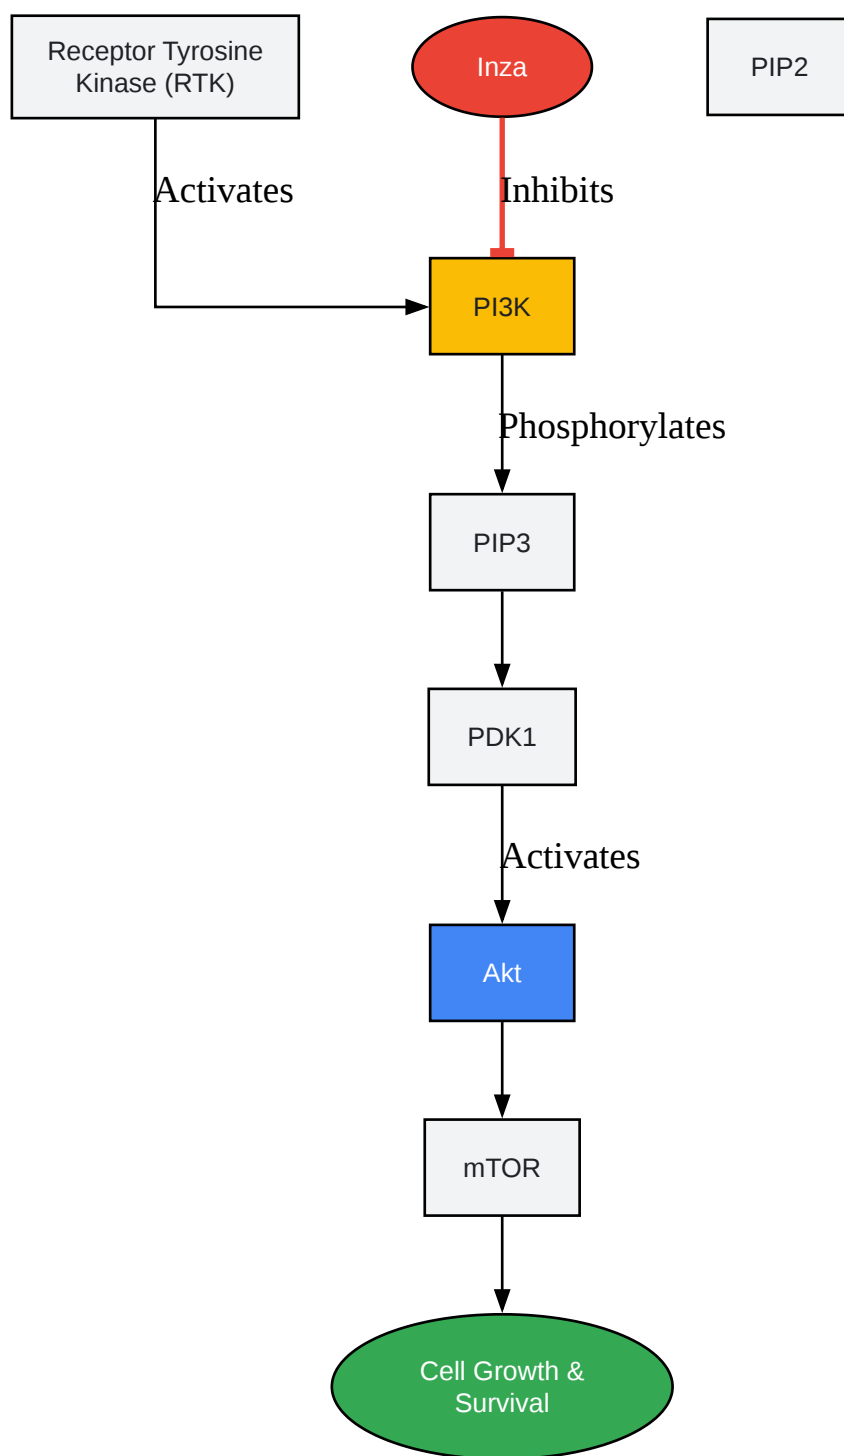 Receptor Tyrosine
Kinase (RTK)
Inza
PIP2
Activates
Inhibits
PI3K
Phosphorylates
PIP3
PDK1
Activates
Akt
mTOR
Cell Growth &
Survival